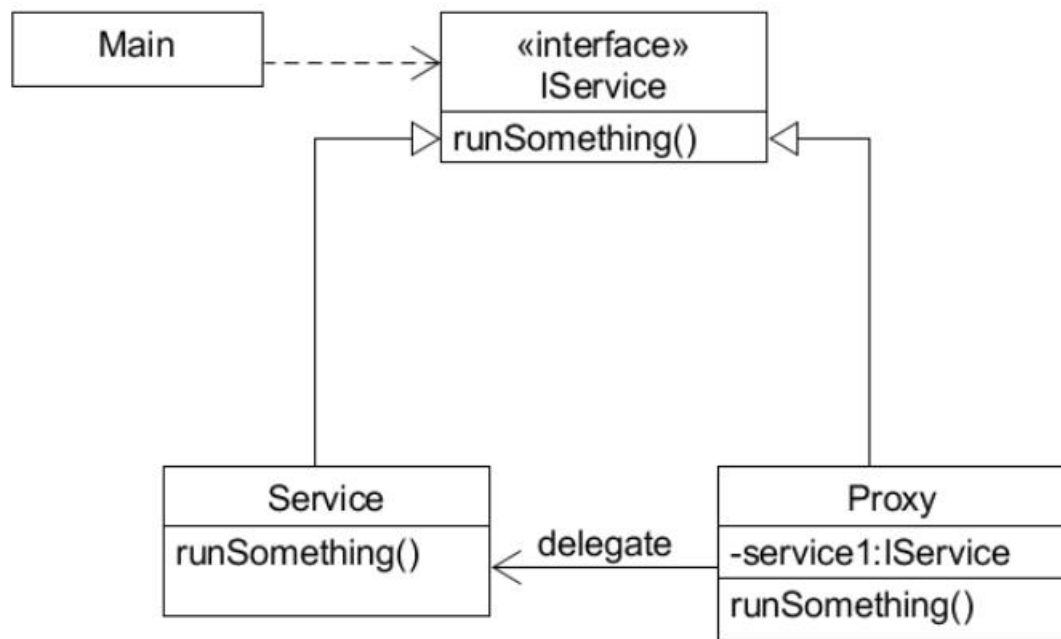 Main
«interface»
IService
runSomething()
Service
runSomething()
delegate
Proxy
-service1:IService
runSomething()